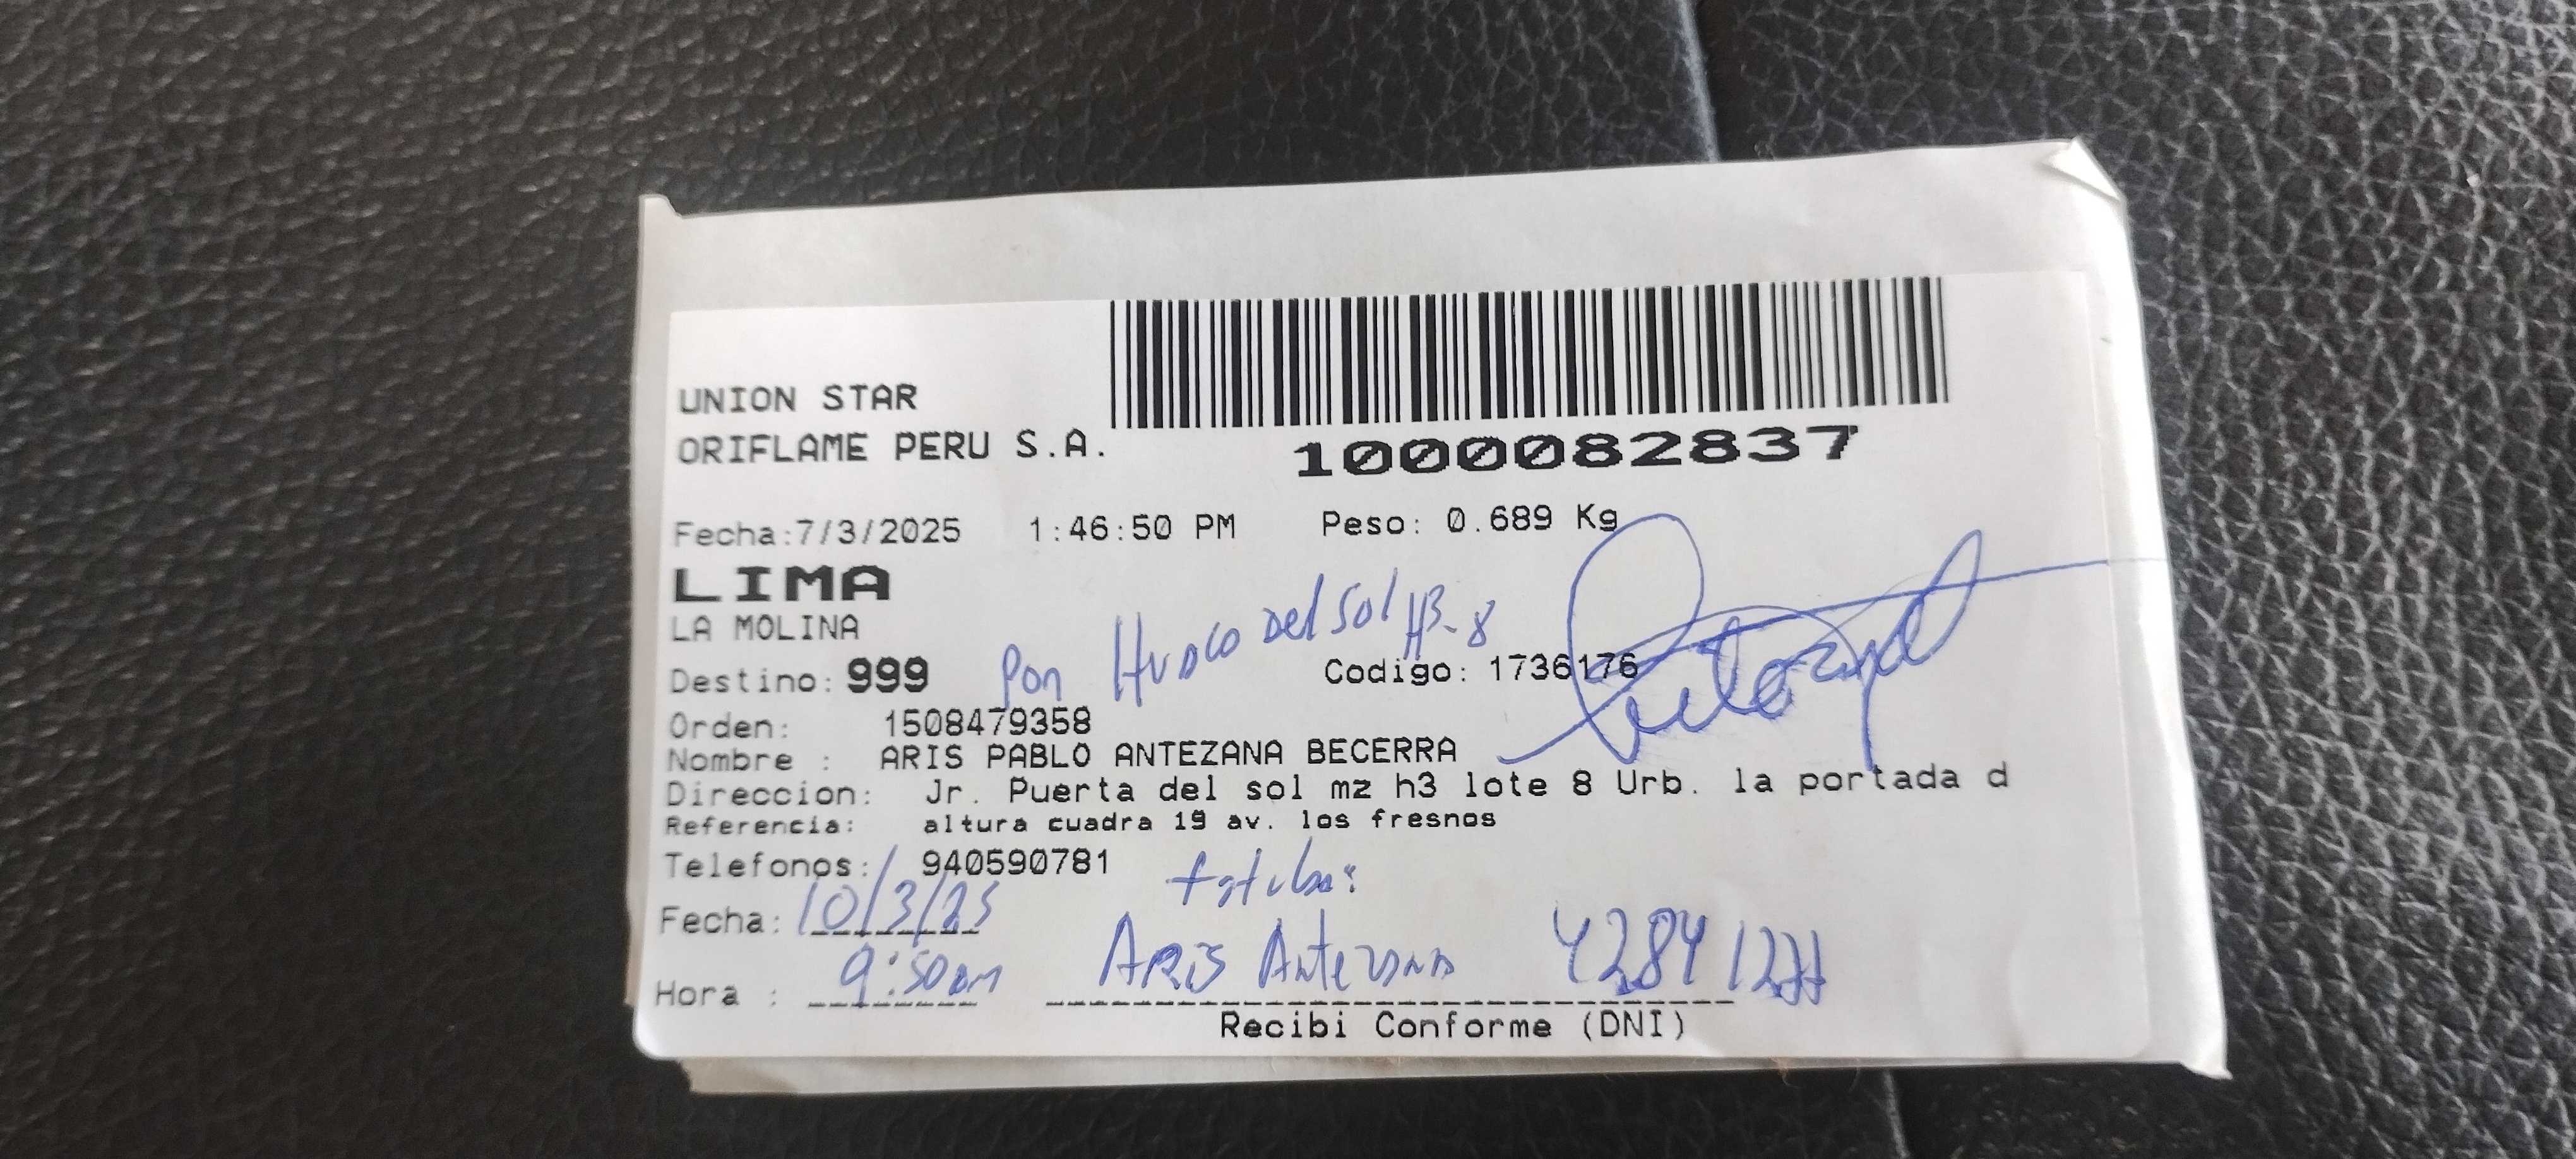 UNION STAR
ORIFLAME PERU S.A.
1000082837
Fecha:7/3/2025 1:46:50 PM Peso: 0.689 Kg
LIMA
LA MOLINA
Por Del Sol H3-8
Destino: 999 Codigo: 1736176
Orden: 1508479358
Nombre : ARIS PABLO ANTEZANA BECERRA
Direccion: Jr. Puerta del sol mz h3 lote 8 Urb. la portada d
Referencia: altura cuadra 19 av. los fresnos
Telefonos: 940590781
Fecha: 10/3/25
Hora : 9:50am ARIS Antezana
Recibi Conforme (DNI)